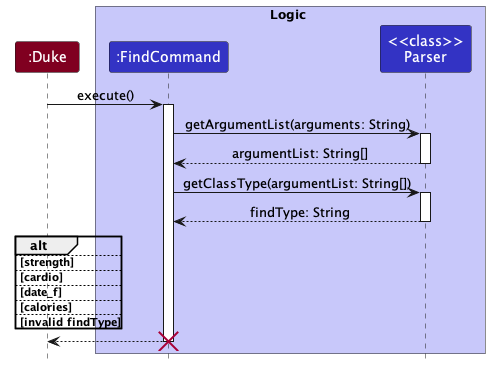 Logic
:Duke
:FindCommand
<<class>>
Parser
execute()
getArgumentList(arguments: String)
argumentList: String[]
getClassType(argumentList: String[])
findType: String
alt
[strength]
[cardio]
[date_f]
[calories]
[invalid findType]